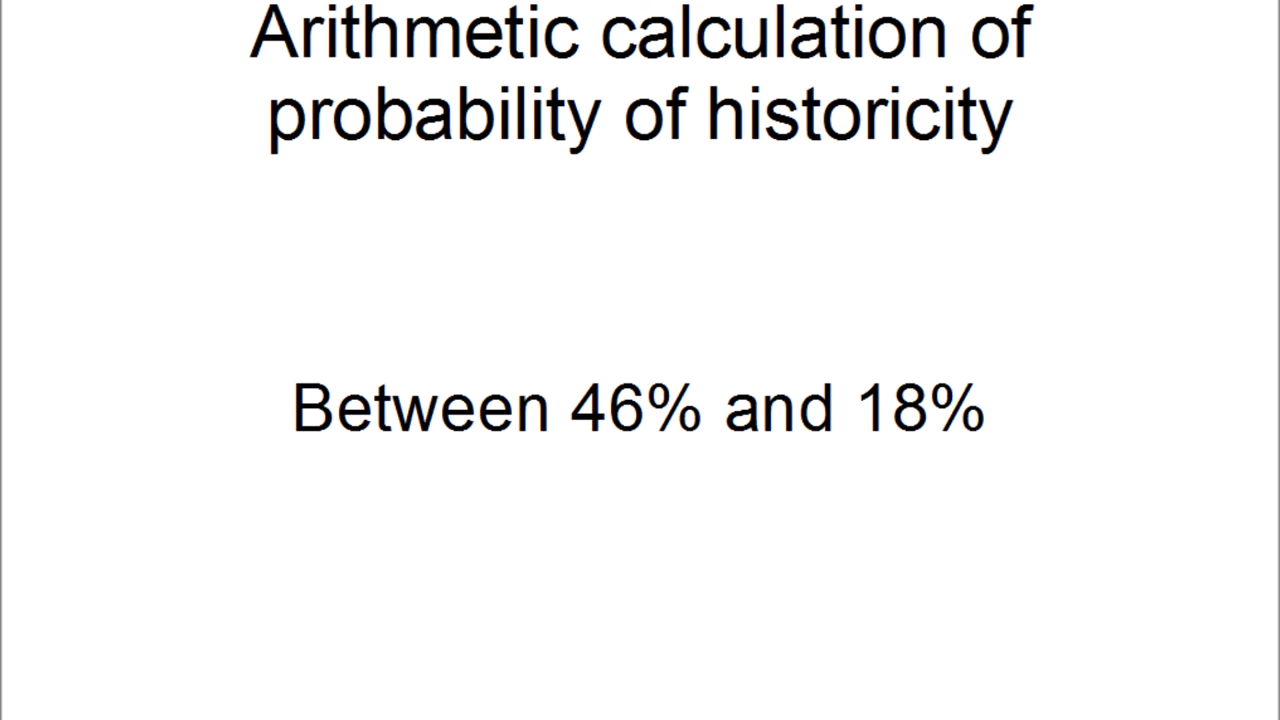 Arithmetic calculation of
probability of historicity
Between 46% and 18%